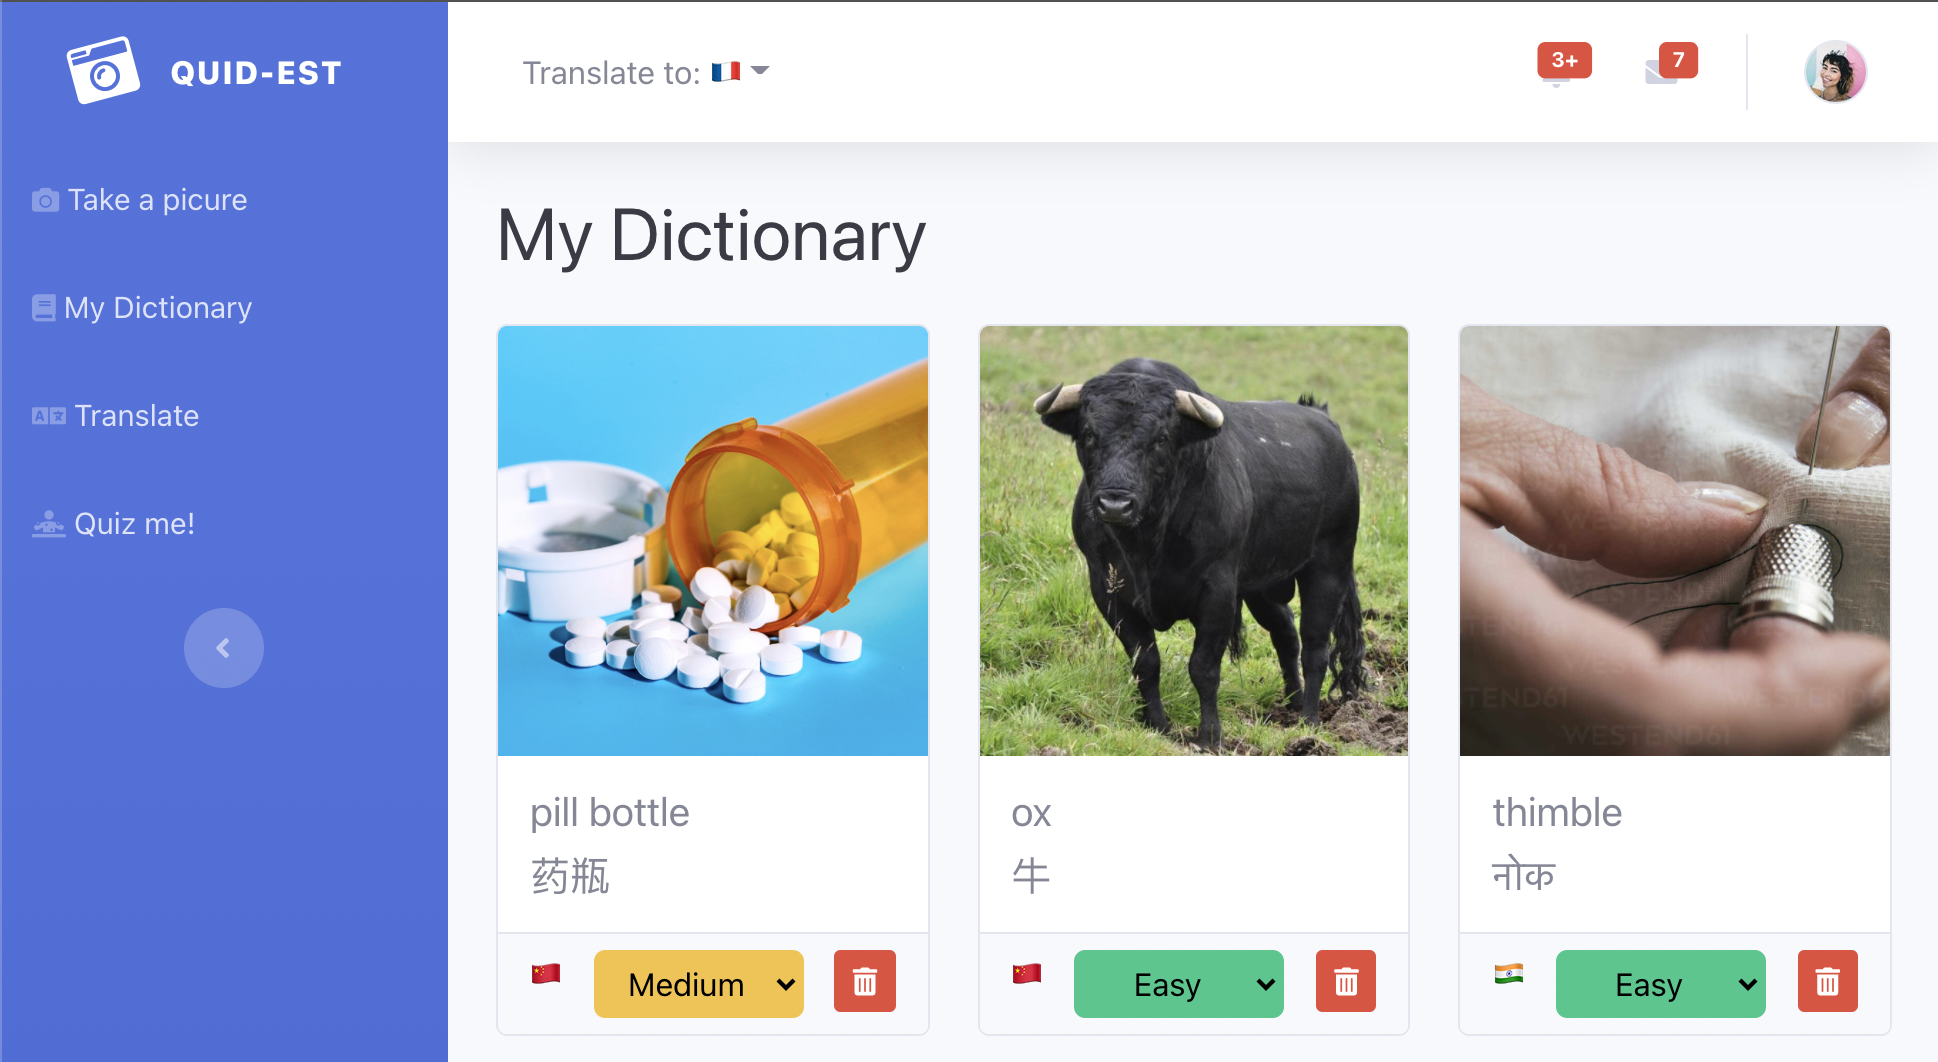 QUID-EST
Translate to:
3+
7
Take a picure
My Dictionary
Translate
Quiz me!
My Dictionary
WESTEND61
pill bottle
药瓶
Medium
ox
牛
Easy
thimble
नोक
Easy